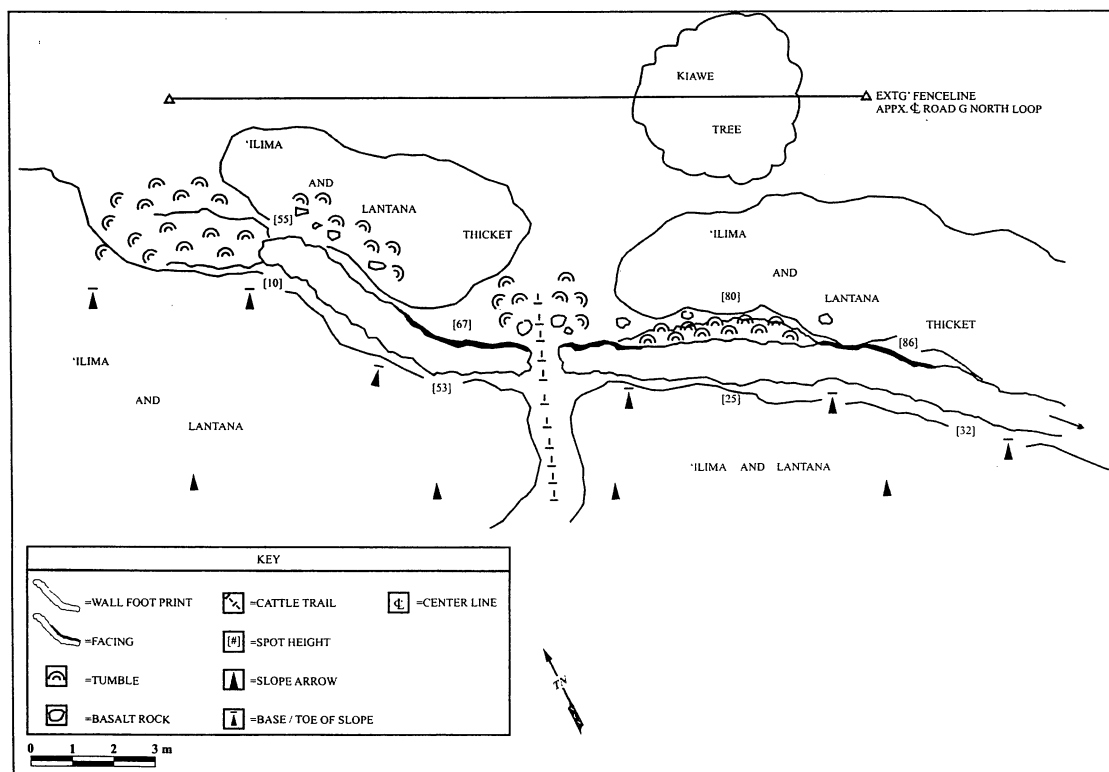 KIAWE
TREE
EXTG' FENCELINE
APPX. ℄ ROAD G NORTH LOOP
'ILIMA
AND
LANTANA
THICKET
[55]
[10]
[67]
[53]
'ILIMA
AND
LANTANA
THICKET
[80]
[86]
[25]
[32]
'ILIMA
AND
LANTANA
'ILIMA AND LANTANA
KEY
=WALL FOOT PRINT
=FACING
=TUMBLE
=BASALT ROCK
=CATTLE TRAIL
[#] =SPOT HEIGHT
=SLOPE ARROW
=BASE / TOE OF SLOPE
℄ =CENTER LINE
TN
0 1 2 3 m